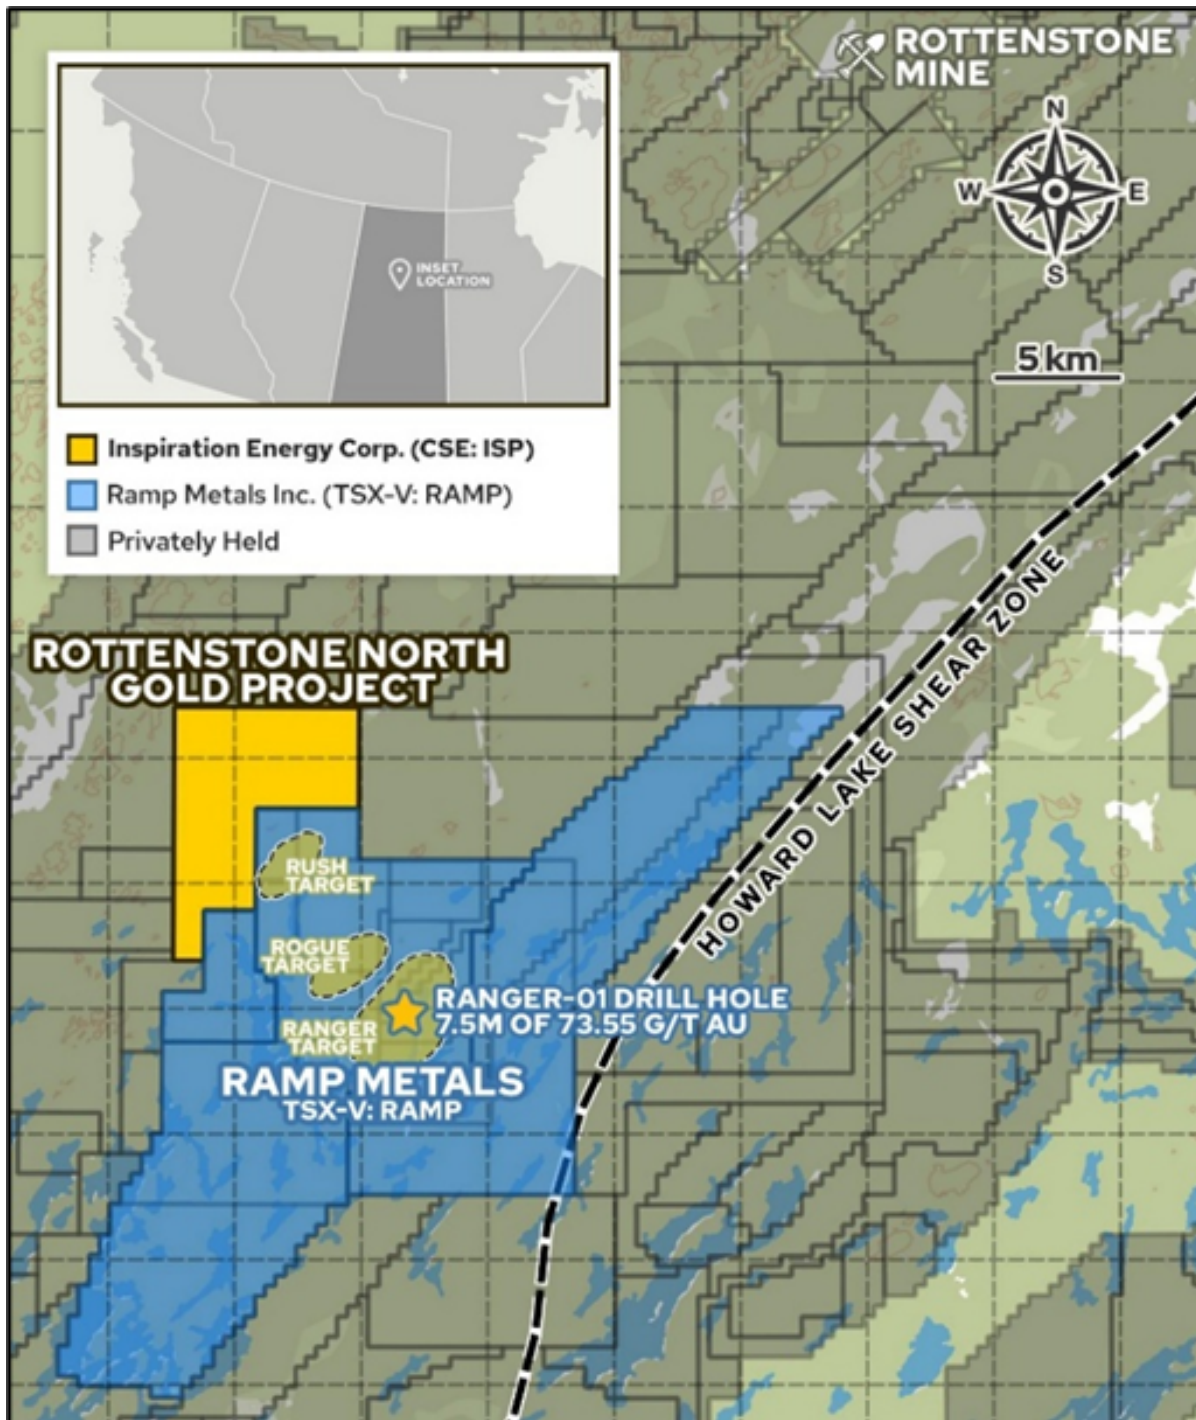 ROTTENSTONE
MINE
N
W
E
S
INSET
LOCATION
5 km
Inspiration Energy Corp. (CSE: ISP)
Ramp Metals Inc. (TSX-V: RAMP)
Privately Held
HOWARD LAKE SHEAR ZONE
ROTTENSTONE NORTH
GOLD PROJECT
RUSH
TARGET
ROGUE
TARGET
RANGER-01 DRILL HOLE
7.5M OF 73.55 G/T AU
RANGER
TARGET
RAMP METALS
TSX-V: RAMP